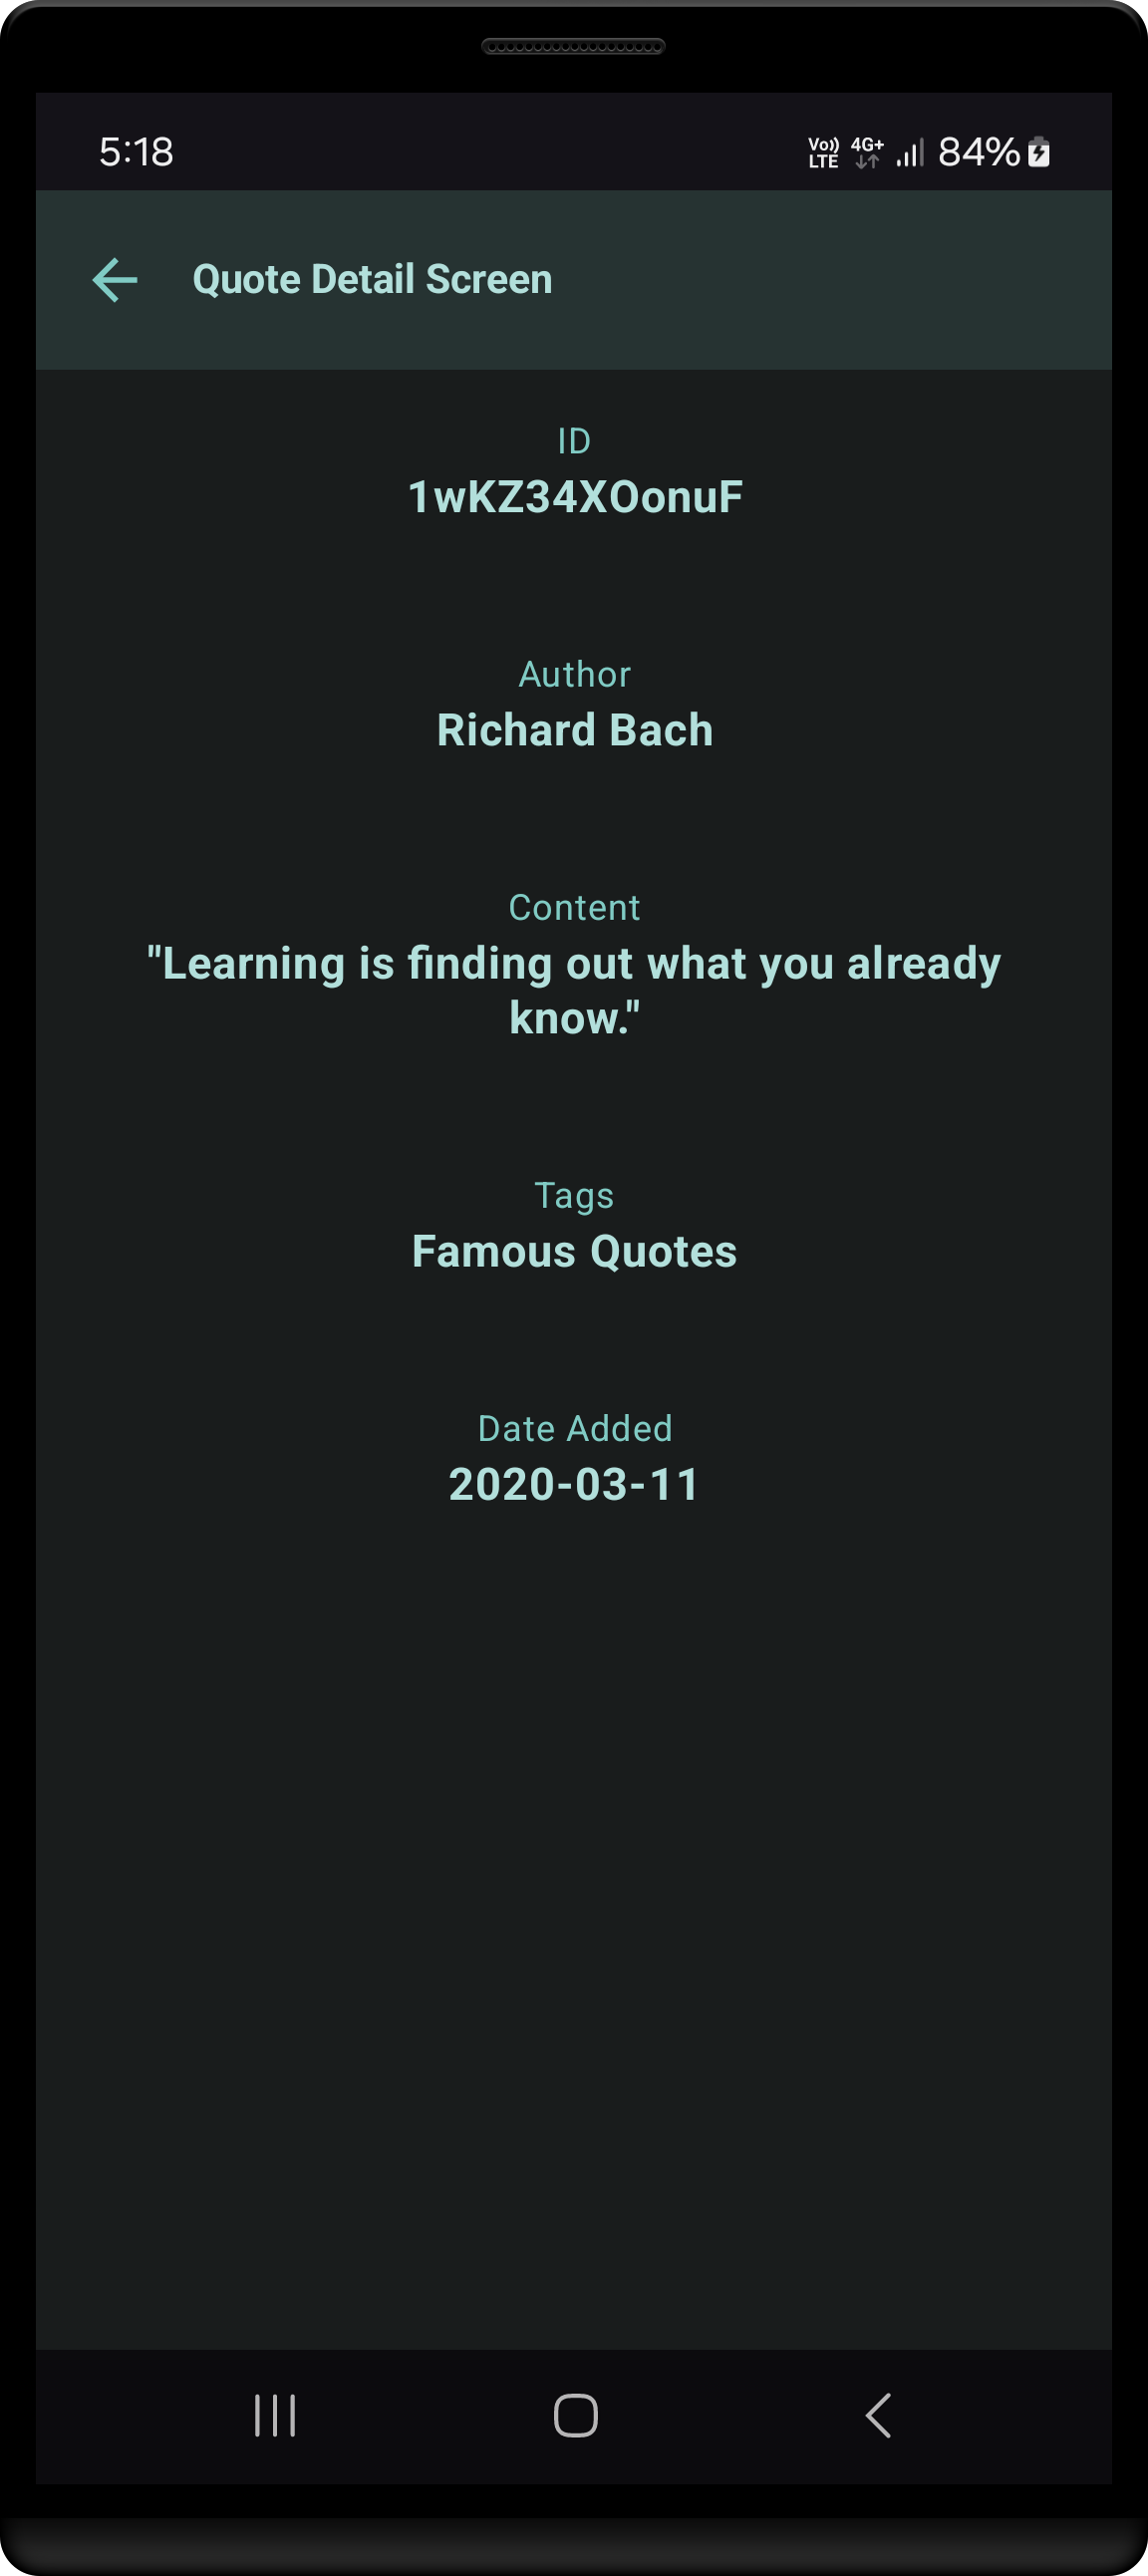 5:18
Vo)) LTE 4G+ 84%
Quote Detail Screen
ID
1wKZ34XOonuF
Author
Richard Bach
Content
"Learning is finding out what you already
know."
Tags
Famous Quotes
Date Added
2020-03-11